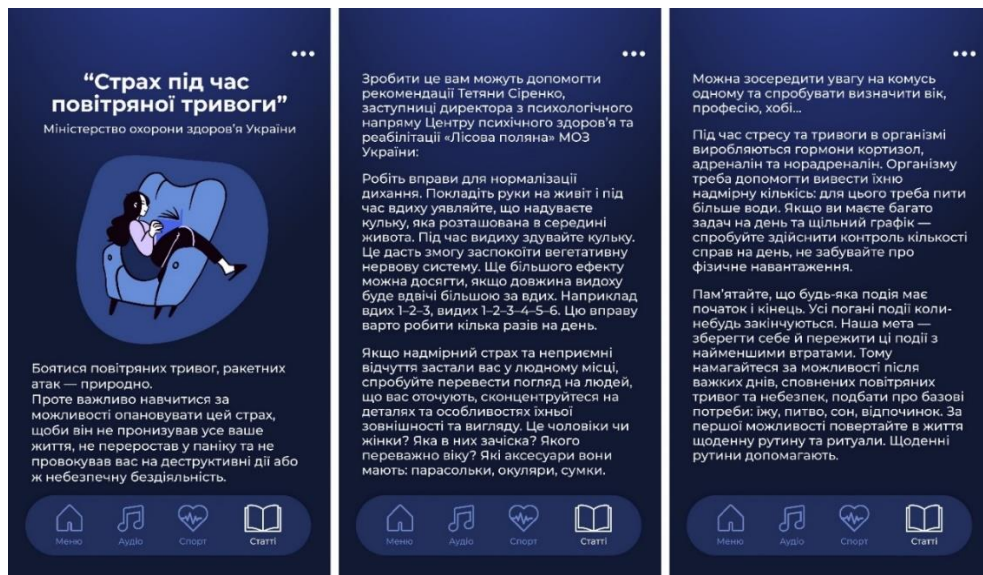 “Страх під час
повітряної тривоги”
Міністерство охорони здоров’я України
Боятися повітряних тривог, ракетних
атак — природно.
Проте важливо навчитися за
можливості опановувати цей страх,
щоби він не пронизував усе ваше
життя, не переростав у паніку та не
провокував вас на деструктивні дії або
ж небезпечну бездіяльність.
Меню Аудіо Спорт Статті
Зробити це вам можуть допомогти
рекомендації Тетяни Сіренко,
заступниці директора з психологічного
напряму Центру психічного здоров’я та
реабілітації «Лісова поляна» МОЗ
України:
Робіть вправи для нормалізації
дихання. Покладіть руки на живіт і під
час вдиху уявляйте, що надуваєте
кульку, яка розташована в середині
живота. Під час видиху здувайте кульку.
Це дасть змогу заспокоїти вегетативну
нервову систему. Ще більшого ефекту
можна досягти, якщо довжина видоху
буде вдвічі більшою за вдих. Наприклад
вдих 1–2–3, видих 1–2–3–4–5–6. Цю вправу
варто робити кілька разів на день.
Якщо надмірний страх та неприємні
відчуття застали вас у людному місці,
спробуйте перевести погляд на людей,
що вас оточують, сконцентруйтеся на
деталях та особливостях їхньої
зовнішності та вигляду. Це чоловіки чи
жінки? Яка в них зачіска? Якого
переважно віку? Які аксесуари вони
мають: парасольки, окуляри, сумки.
Меню Аудіо Спорт Статті
Можна зосередити увагу на комусь
одному та спробувати визначити вік,
професію, хобі...
Під час стресу та тривоги в організмі
виробляються гормони кортизол,
адреналін та норадреналін. Організму
треба допомогти вивести їхню
надмірну кількісь: для цього треба пити
більше води. Якщо ви маєте багато
задач на день та щільний графік —
спробуйте здійснити контроль кількості
справ на день, не забувайте про
фізичне навантаження.
Пам’ятайте, що будь-яка подія має
початок і кінець. Усі погані події коли-
небудь закінчуються. Наша мета —
зберегти себе й пережити ці події з
найменшими втратами. Тому
намагайтеся за можливості після
важких днів, сповнених повітряних
тривог та небезпек, подбати про базові
потреби: їжу, питво, сон, відпочинок. За
першої можливості повертайте в життя
щоденну рутину та ритуали. Щоденні
рутини допомагають.
Меню Аудіо Спорт Статті